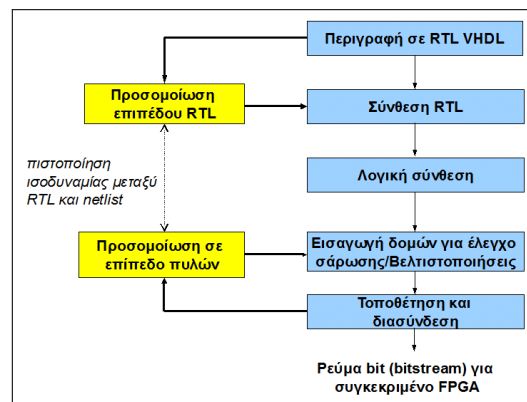 Περιγραφή σε RTL VHDL
Προσομοίωση
επιπέδου RTL
Σύνθεση RTL
πιστοποίηση
ισοδυναμίας μεταξύ
RTL και netlist
Λογική σύνθεση
Προσομοίωση σε
επίπεδο πυλών
Εισαγωγή δομών για έλεγχο
σάρωσης/Βελτιστοποιήσεις
Τοποθέτηση και
διασύνδεση
Ρεύμα bit (bitstream) για
συγκεκριμένο FPGA